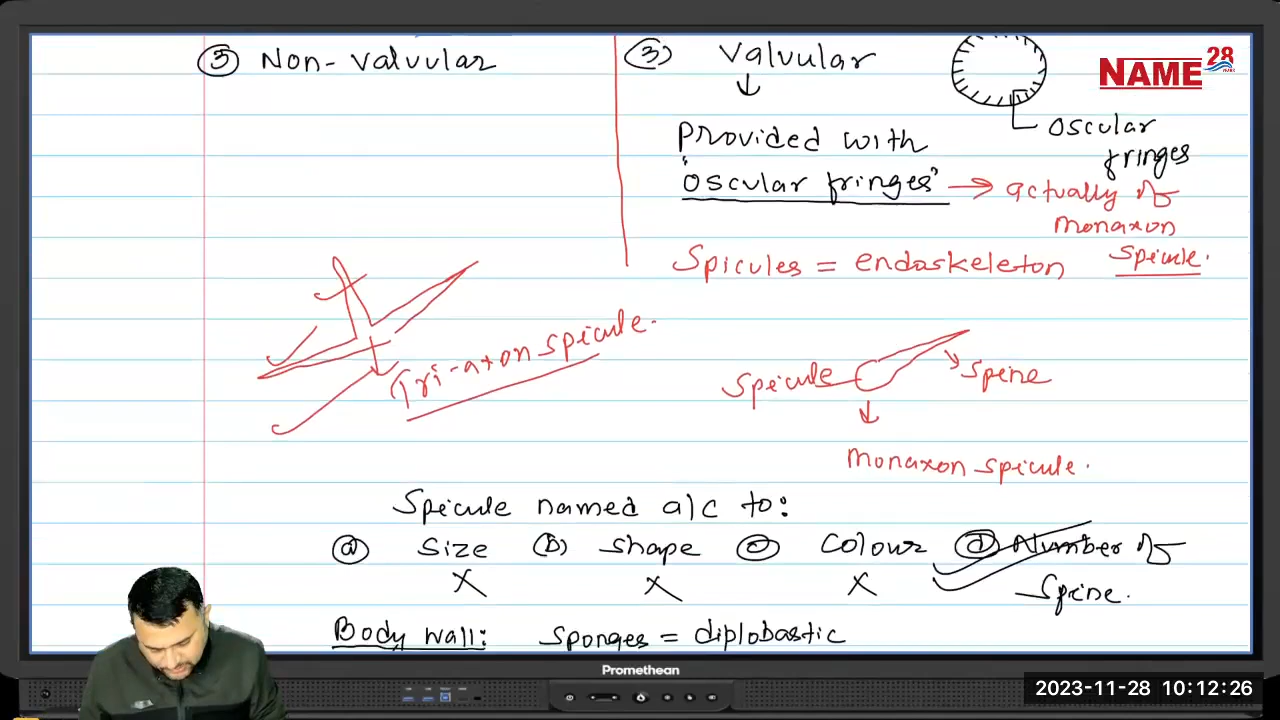 ③ Non-Valvular
③ Valvular
↓
Provided with
"oscular fringes" → actually of
monaxon
spicule.
oscular
fringes
Spicules = endoskeleton
Tri-axon spicule.
Spicule
Spine
↓
monaxon spicule.
Spicule named a/c to:
ⓐ Size ⓑ Shape ⓒ Colour ⓓ Number of
Spine.
X X X
Body wall: Sponges = diplobastic
NAME 28
Promethean
2023-11-28 10:12:26